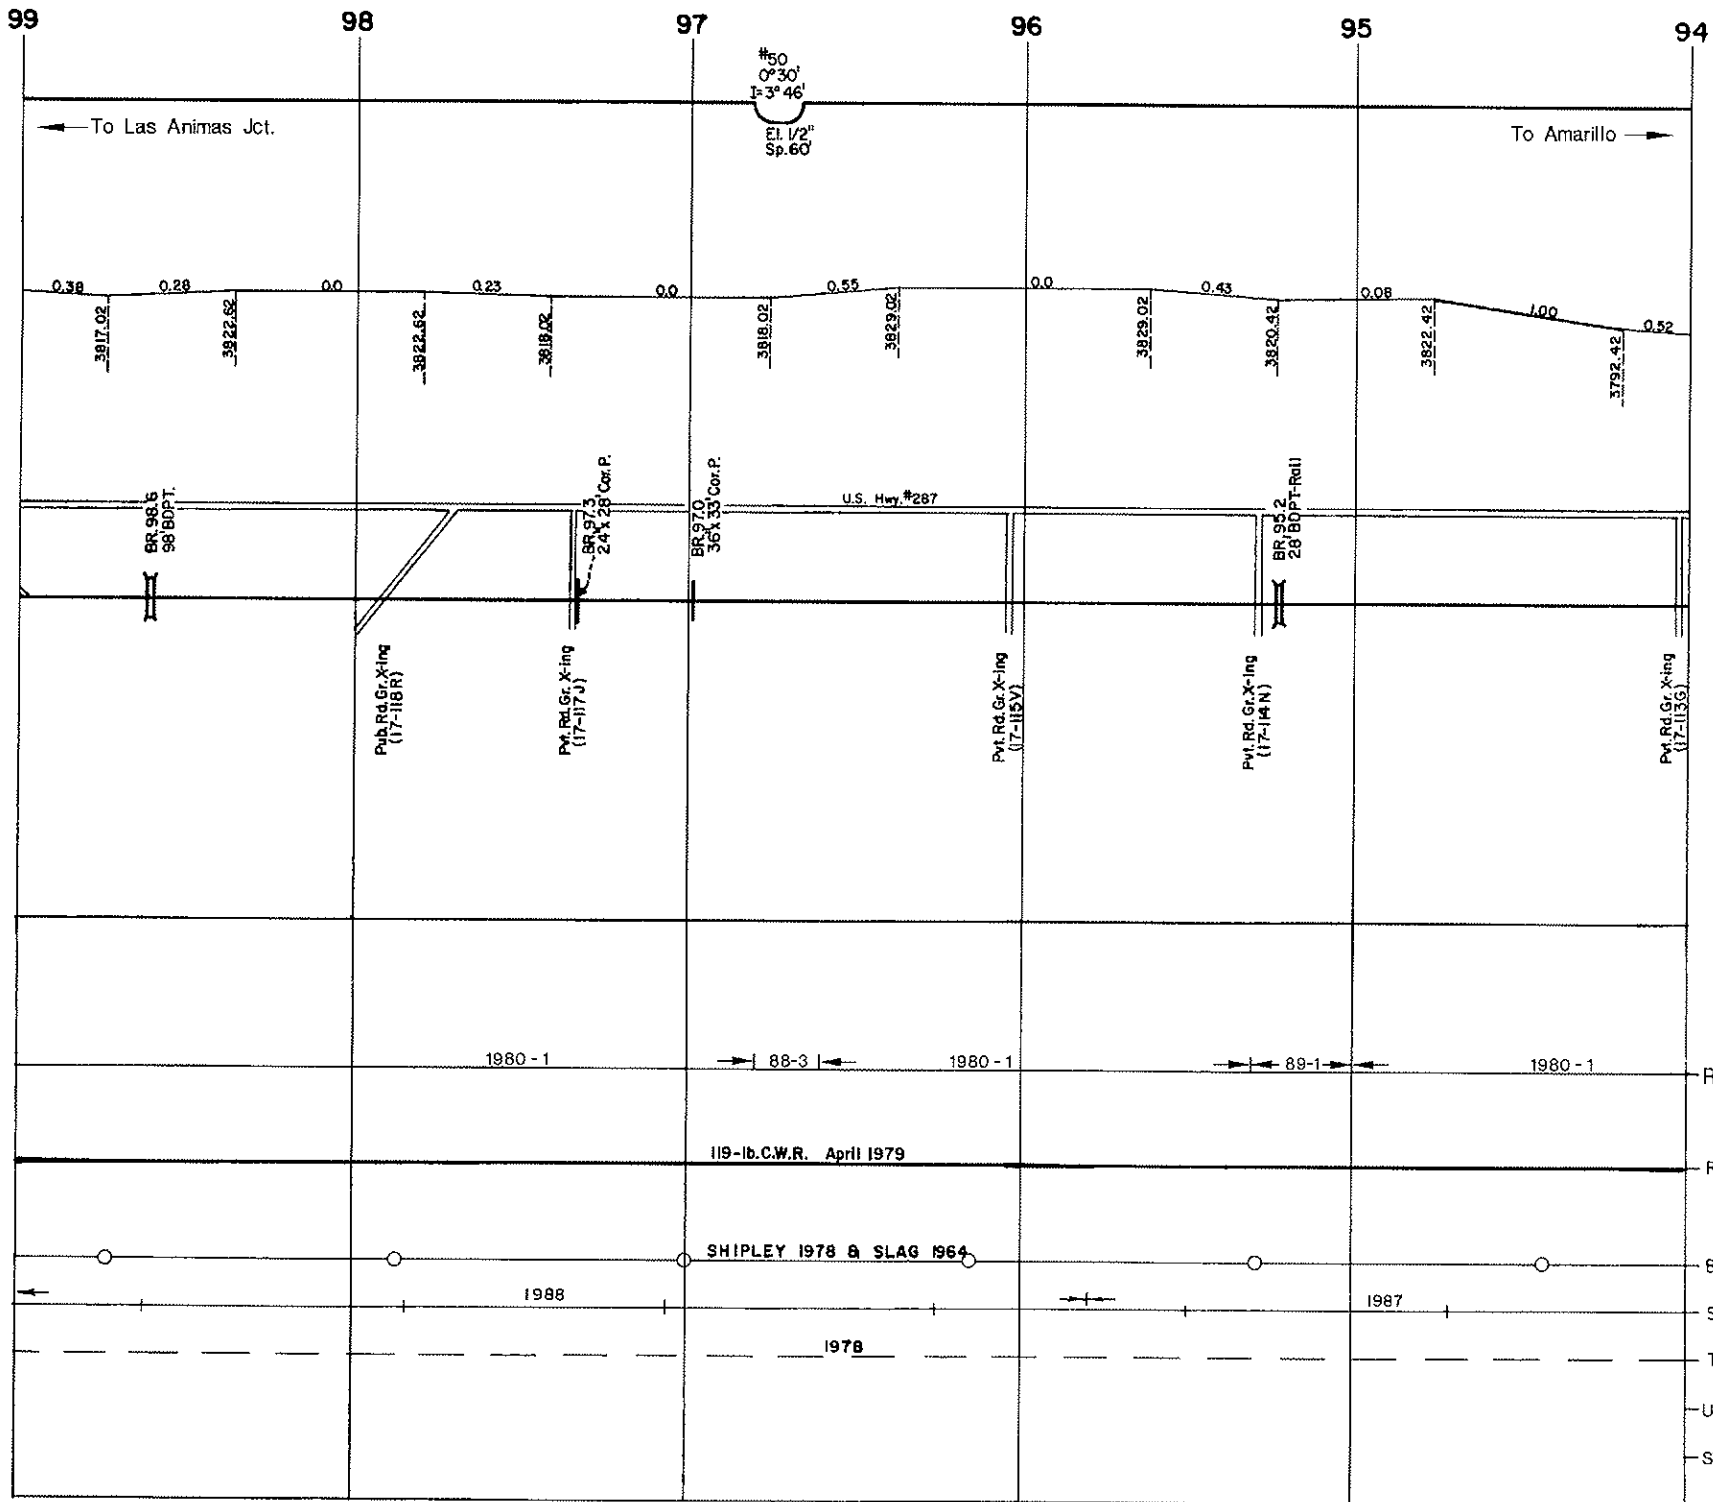 99 98 97 96 95 94
#50
0°30'
I=3°46'
El. 1/2"
Sp. 60'
To Las Animas Jct.
To Amarillo
0.38 0.28 0.0 0.23 0.0 0.55 0.0 0.43 0.08 1.00 0.52
3817.02 3822.62 3822.62 3818.02 3818.02 3829.02 3829.02 3820.42 3822.42 3792.42
U.S. Hwy. #287
BR. 98.6
98' BDPT.
BR. 97.3
24" x 28' Cor. P.
BR. 97.0
36" x 33' Cor. P.
BR. 95.2
28' BDPT-Rail
Pub. Rd. Gr. X-ing
(17-118R)
Pvt. Rd. Gr. X-ing
(17-117J)
Pvt. Rd. Gr. X-ing
(17-115V)
Pvt. Rd. Gr. X-ing
(17-114N)
Pvt. Rd. Gr. X-ing
(17-113G)
1980-1 88-3 1980-1 89-1 1980-1
119-lb. C.W.R. April 1979
SHIPLEY 1978 & SLAG 1964
1988 1987
1978
T
U
S